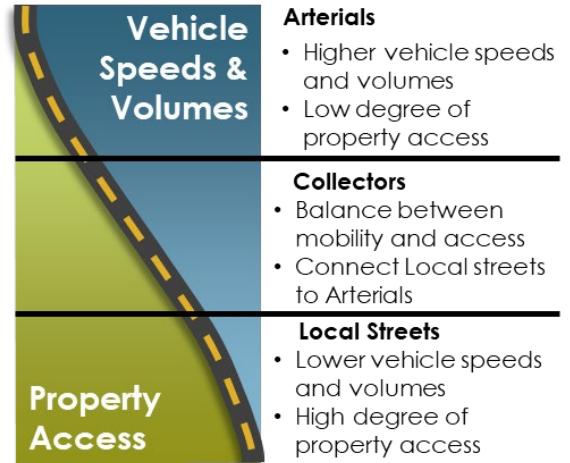 Vehicle
Speeds &
Volumes
Arterials
• Higher vehicle speeds
and volumes
• Low degree of
property access
Collectors
• Balance between
mobility and access
• Connect Local streets
to Arterials
Property
Access
Local Streets
• Lower vehicle speeds
and volumes
• High degree of
property access